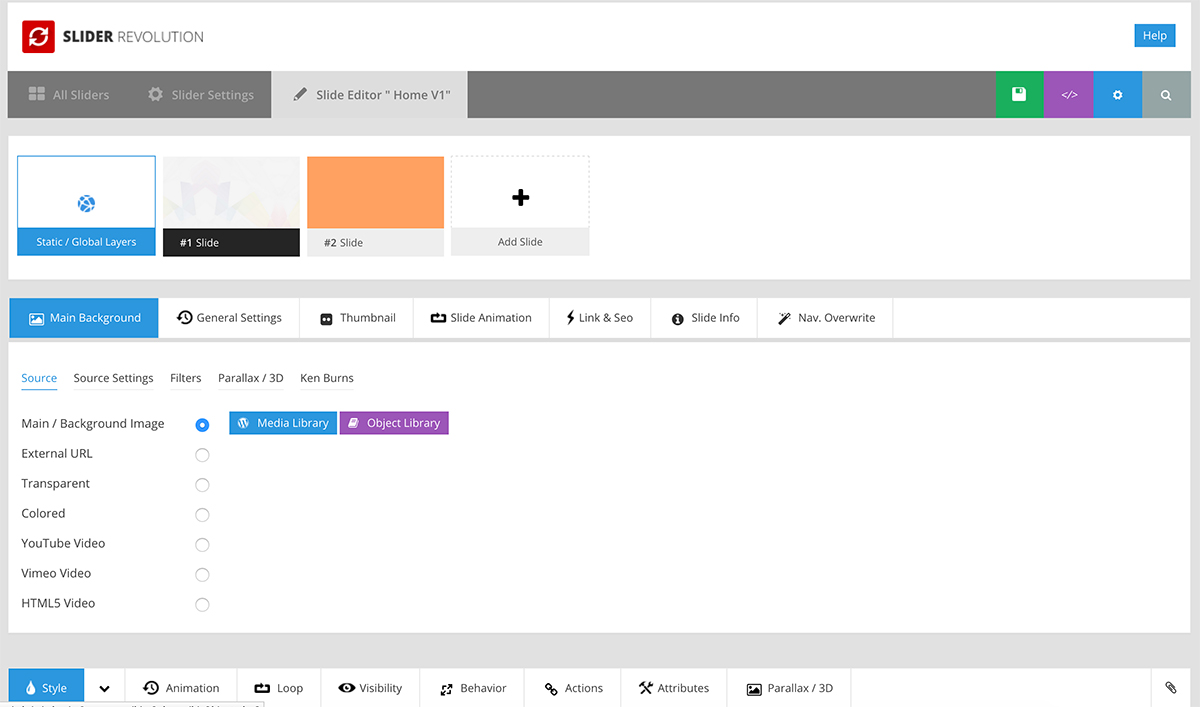 SLIDER REVOLUTION
Help
All Sliders
Slider Settings
Slide Editor " Home V1"
</>
Static / Global Layers
#1 Slide
#2 Slide
Add Slide
Main Background
General Settings
Thumbnail
Slide Animation
Link & Seo
Slide Info
Nav. Overwrite
Source
Source Settings
Filters
Parallax / 3D
Ken Burns
Main / Background Image
Media Library
Object Library
External URL
Transparent
Colored
YouTube Video
Vimeo Video
HTML5 Video
Style
Animation
Loop
Visibility
Behavior
Actions
Attributes
Parallax / 3D